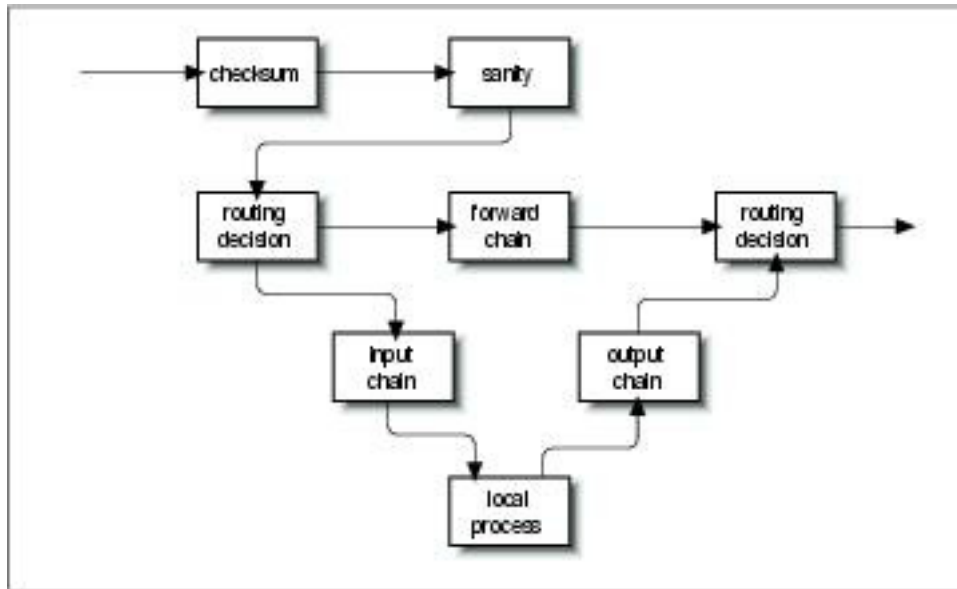 checksum
sanity
routing
decision
forward
chain
routing
decision
input
chain
output
chain
local
process